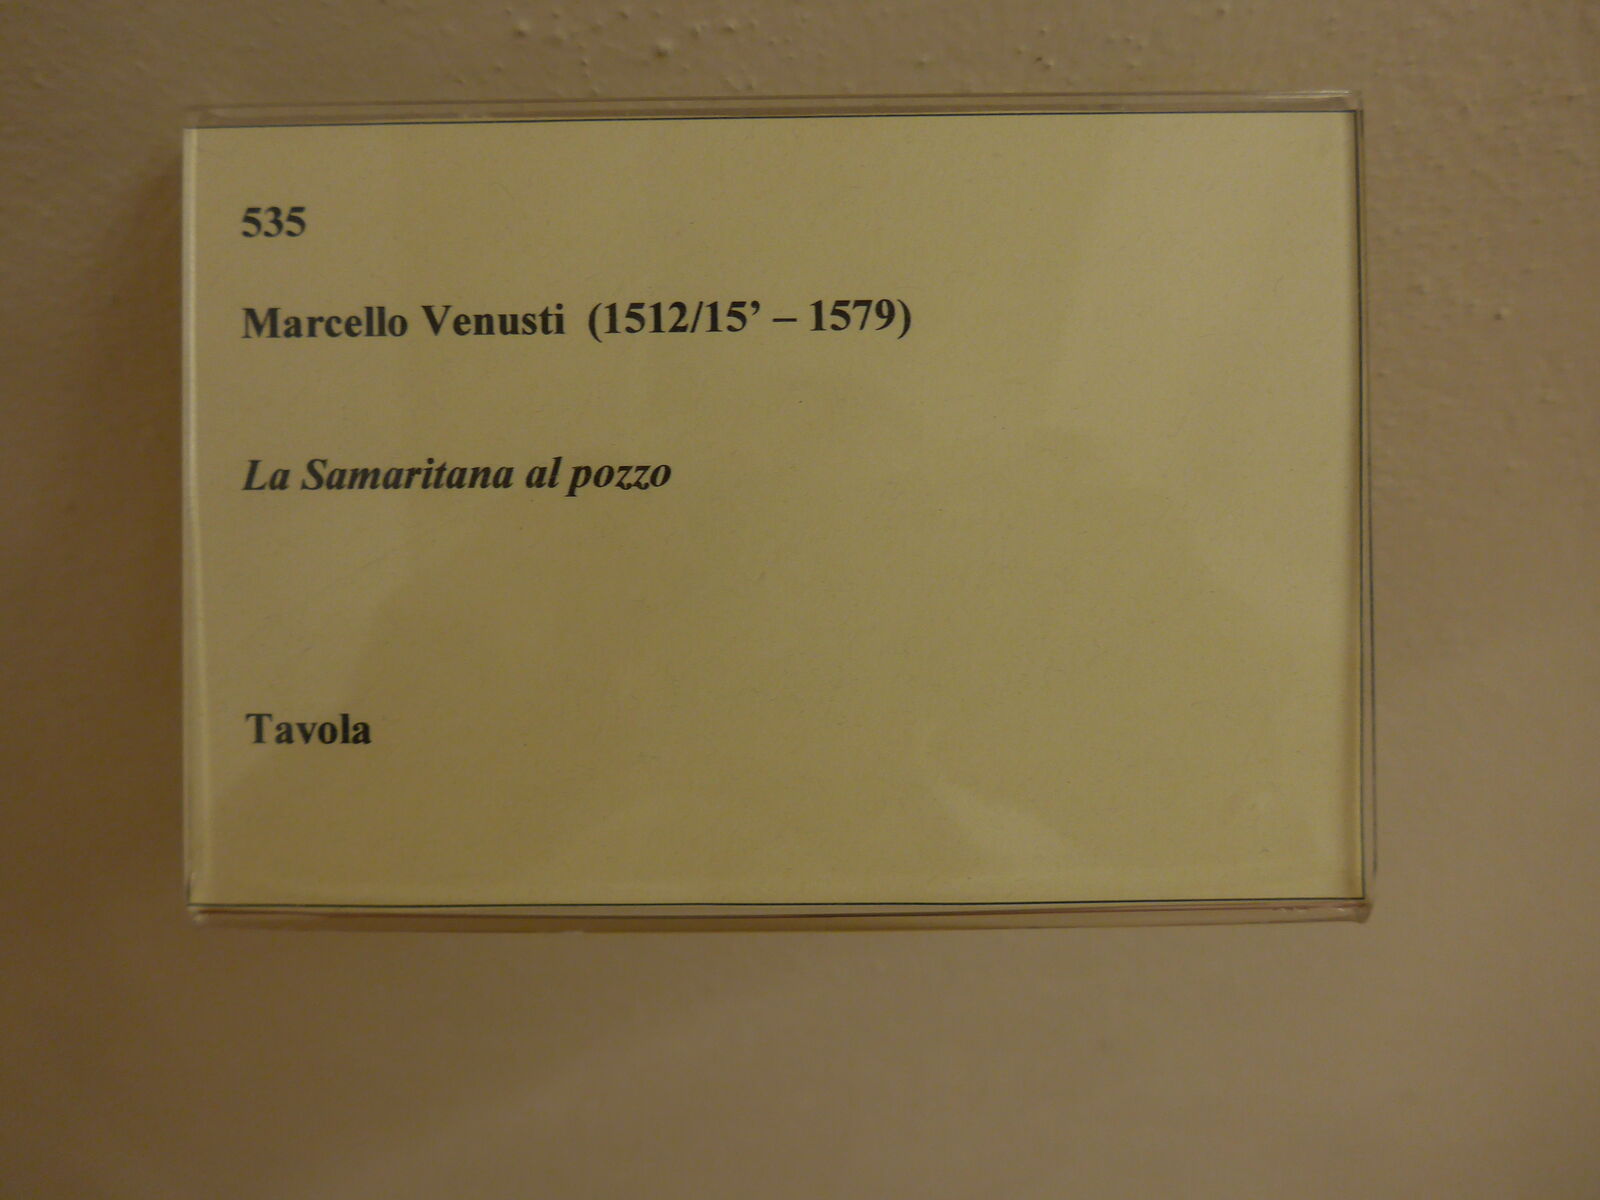 535
Marcello Venusti (1512/15’ – 1579)
La Samaritana al pozzo
Tavola